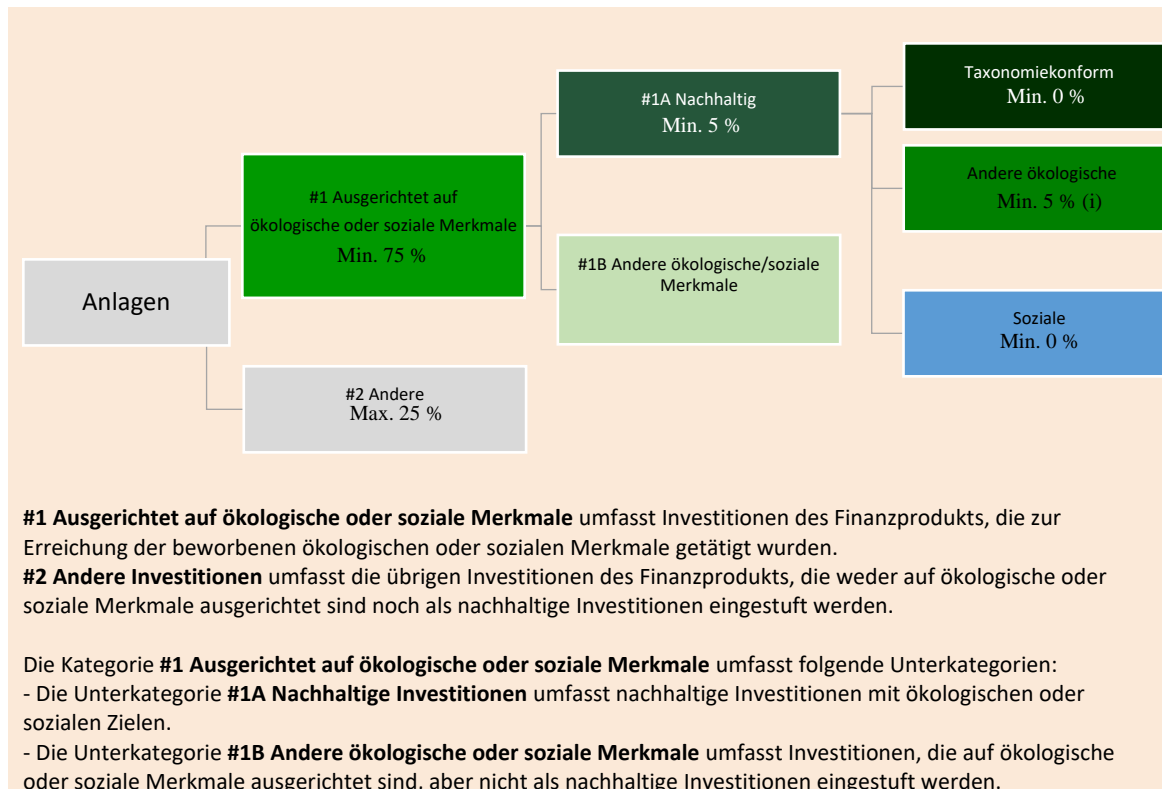 Anlagen
#1 Ausgerichtet auf
ökologische oder soziale Merkmale
Min. 75 %
#2 Andere
Max. 25 %
#1A Nachhaltig
Min. 5 %
#1B Andere ökologische/soziale
Merkmale
Taxonomiekonform
Min. 0 %
Andere ökologische
Min. 5 % (i)
Soziale
Min. 0 %
#1 Ausgerichtet auf ökologische oder soziale Merkmale umfasst Investitionen des Finanzprodukts, die zur
Erreichung der beworbenen ökologischen oder sozialen Merkmale getätigt wurden.
#2 Andere Investitionen umfasst die übrigen Investitionen des Finanzprodukts, die weder auf ökologische oder
soziale Merkmale ausgerichtet sind noch als nachhaltige Investitionen eingestuft werden.
Die Kategorie #1 Ausgerichtet auf ökologische oder soziale Merkmale umfasst folgende Unterkategorien:
- Die Unterkategorie #1A Nachhaltige Investitionen umfasst nachhaltige Investitionen mit ökologischen oder
sozialen Zielen.
- Die Unterkategorie #1B Andere ökologische oder soziale Merkmale umfasst Investitionen, die auf ökologische
oder soziale Merkmale ausgerichtet sind, aber nicht als nachhaltige Investitionen eingestuft werden.